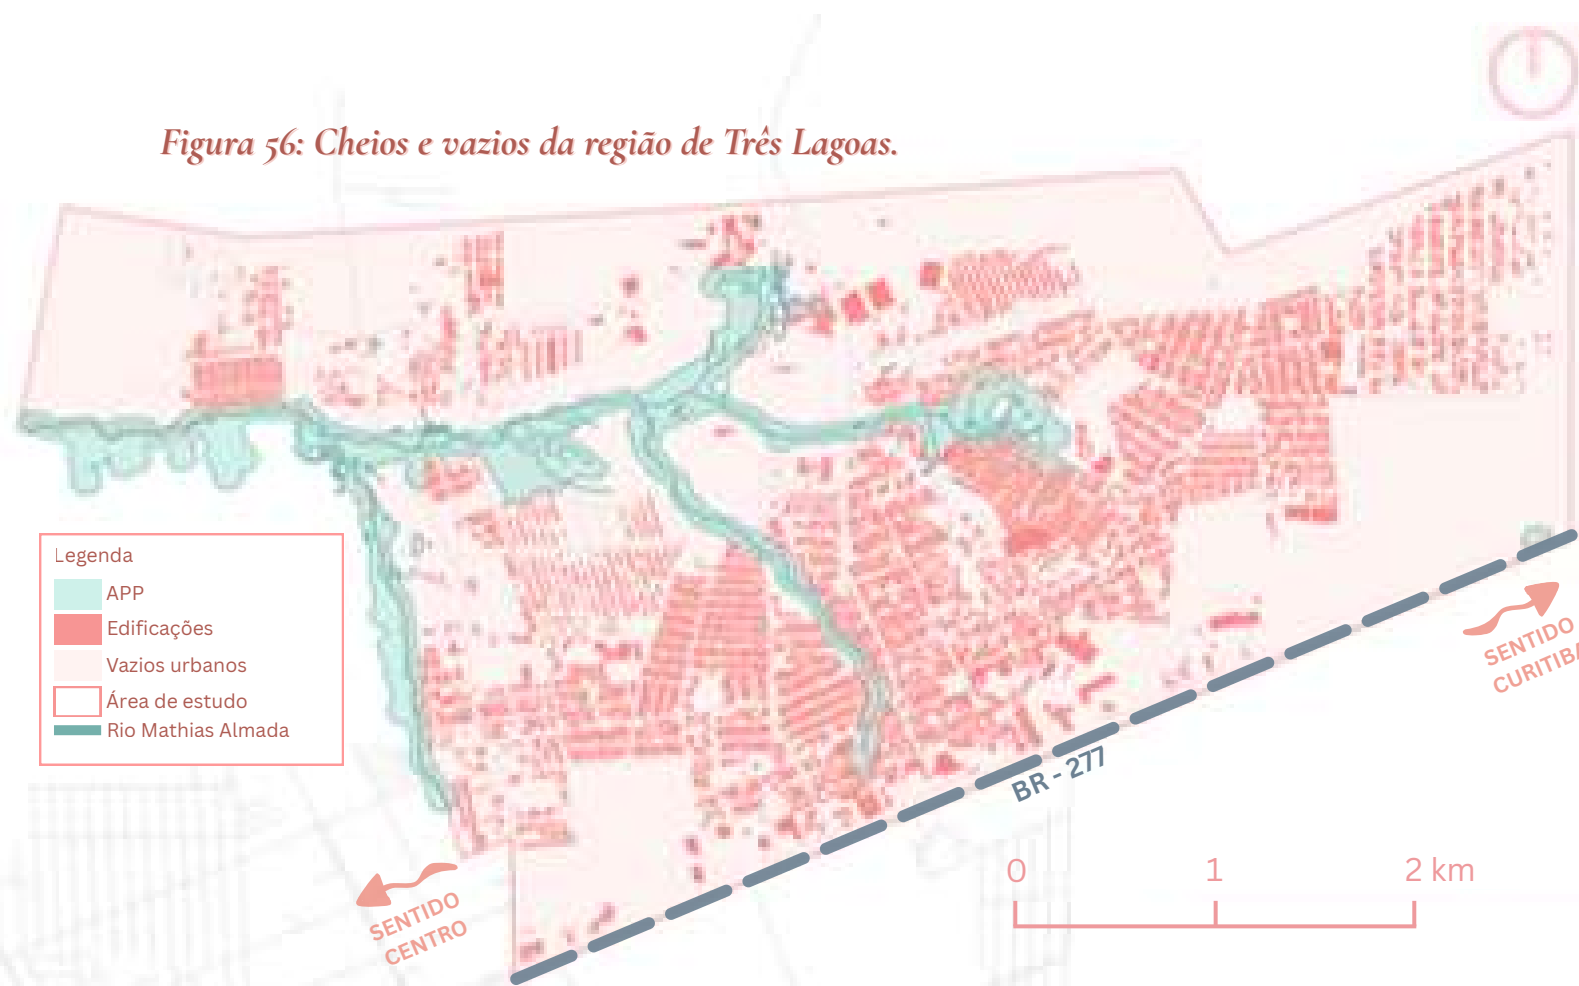 Figura 56: Cheios e vazios da região de Três Lagoas.
Legenda
APP
Edificações
Vazios urbanos
Área de estudo
Rio Mathias Almada
SENTIDO
CURITIBA
BR - 277
SENTIDO
CENTRO
0 1 2 km